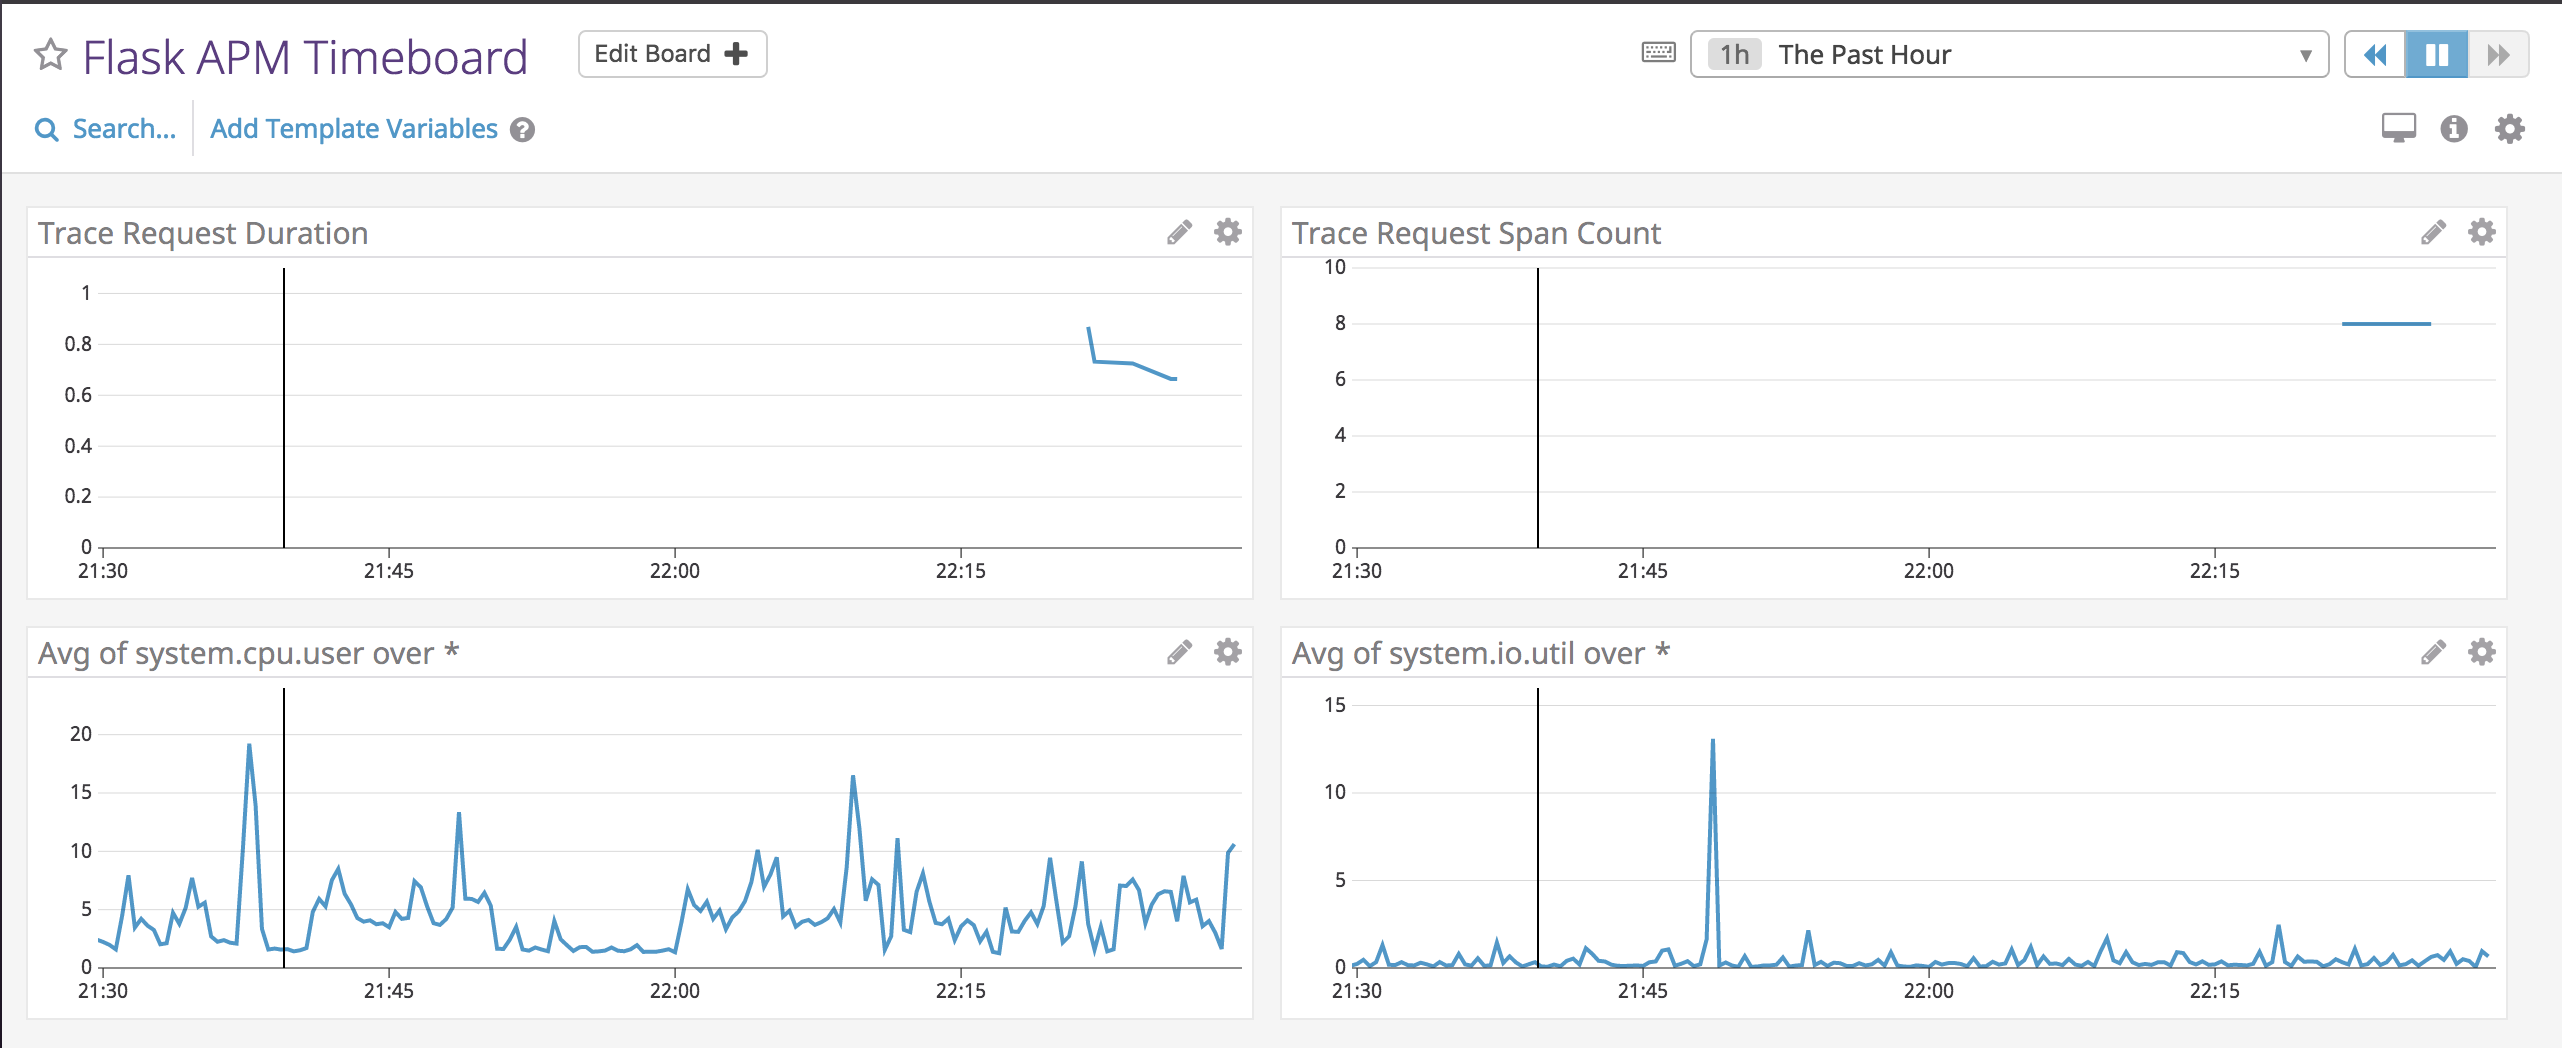 Flask APM Timeboard
Edit Board
1h The Past Hour
Search...
Add Template Variables
Trace Request Duration
1
0.8
0.6
0.4
0.2
0
21:30 21:45 22:00 22:15
Trace Request Span Count
10
8
6
4
2
0
21:30 21:45 22:00 22:15
Avg of system.cpu.user over *
20
15
10
5
0
21:30 21:45 22:00 22:15
Avg of system.io.util over *
15
10
5
0
21:30 21:45 22:00 22:15